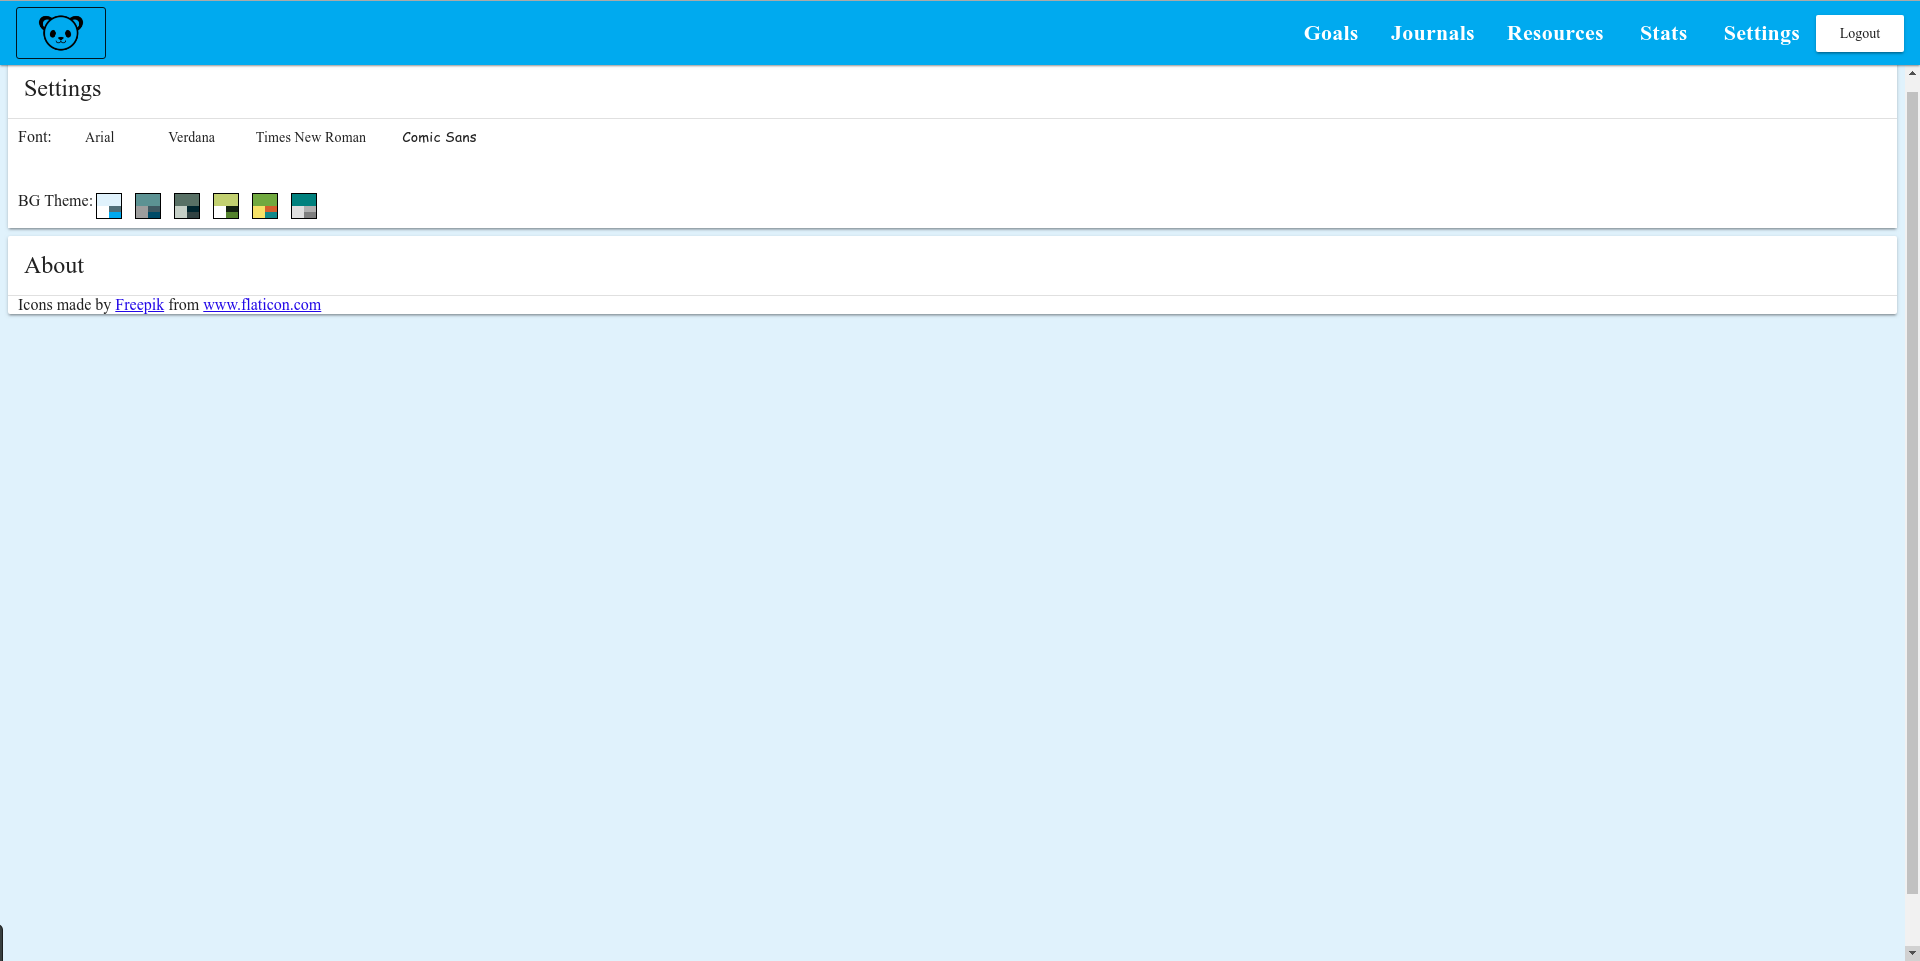 Goals Journals Resources Stats Settings Logout
Settings
Font: Arial Verdana Times New Roman Comic Sans
BG Theme:
About
Icons made by Freepik from www.flaticon.com